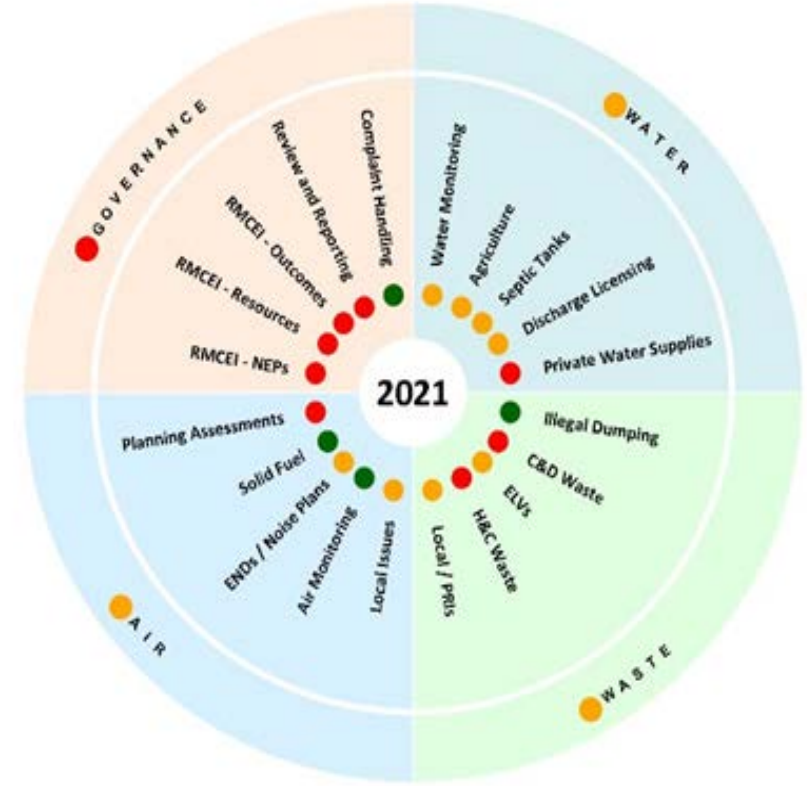 GOVERNANCE
Complaint Handling
Review and Reporting
RMCEI - Outcomes
RMCEI - Resources
RMCEI - NEPs
WATER
Water Monitoring
Agriculture
Septic Tanks
Discharge Licensing
Private Water Supplies
2021
AIR
Planning Assessments
Solid Fuel
ENDs / Noise Plans
Air Monitoring
Local Issues
WASTE
Illegal Dumping
C&D Waste
ELVs
H&C Waste
Local / PRIs